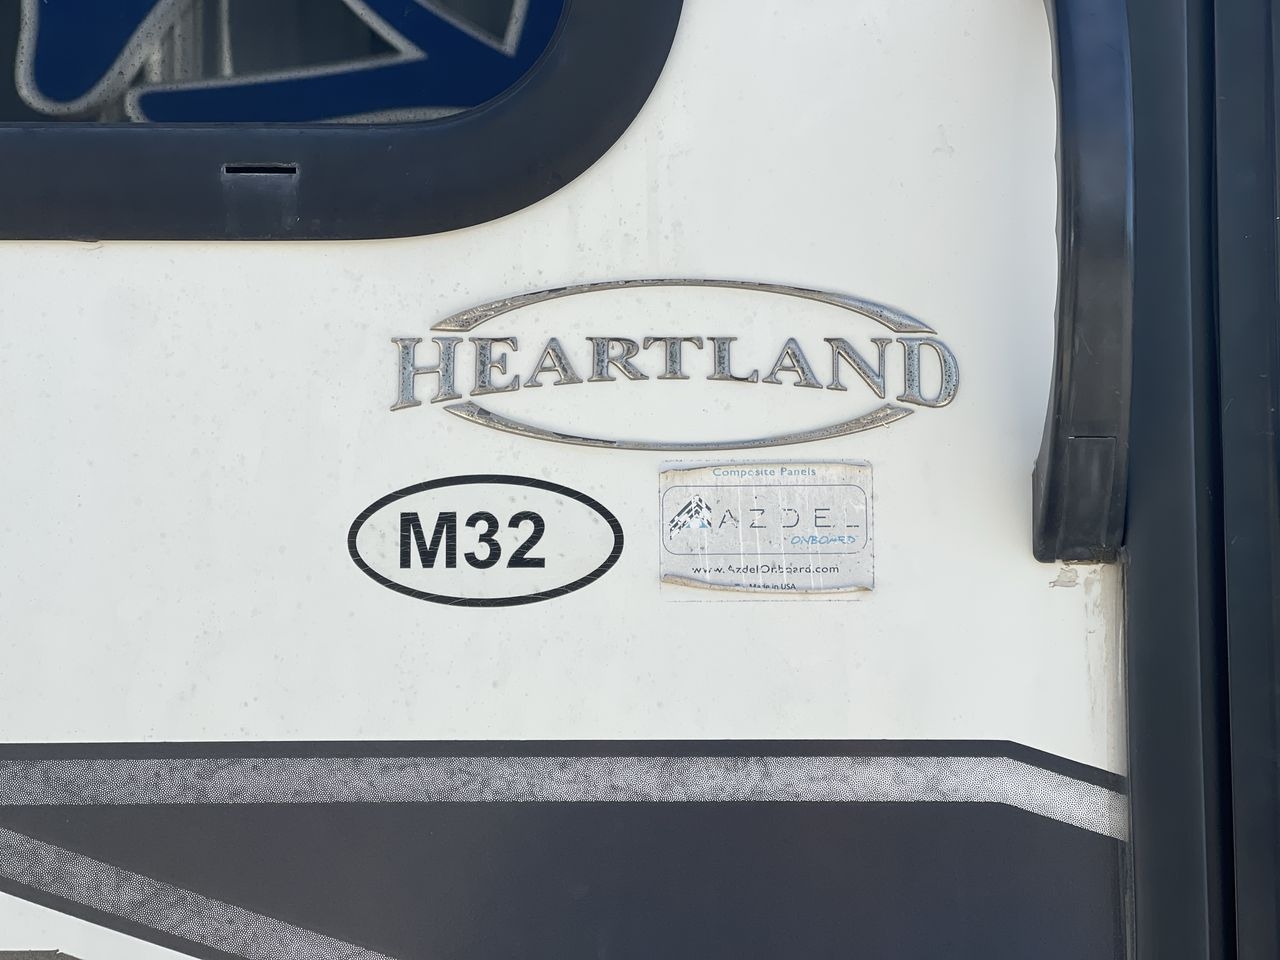 HEARTLAND
M32
Composite Panels
AZDEL
ONBOARD
www.AzdelOnboard.com
Made in USA